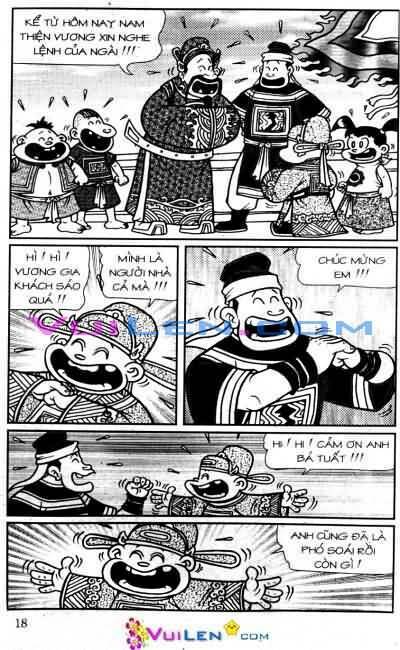 KỂ TỪ HÔM NAY NAM
THIỆN VƯƠNG XIN NGHE
LỆNH CỦA NGÀI !!!
HÌ ! HÌ !
VƯƠNG GIA
KHÁCH SÁO
QUÁ !!
MÌNH LÀ
NGƯỜI NHÀ
CẢ MÀ !!!
CHÚC MỪNG
EM !!!
VuiLen.com
HI ! HI ! CẢM ƠN ANH
BÁ TUẤT !!!
ANH CŨNG ĐÃ LÀ
PHÓ SOÁI RỒI
CÒN GÌ !
18
VuiLen.com